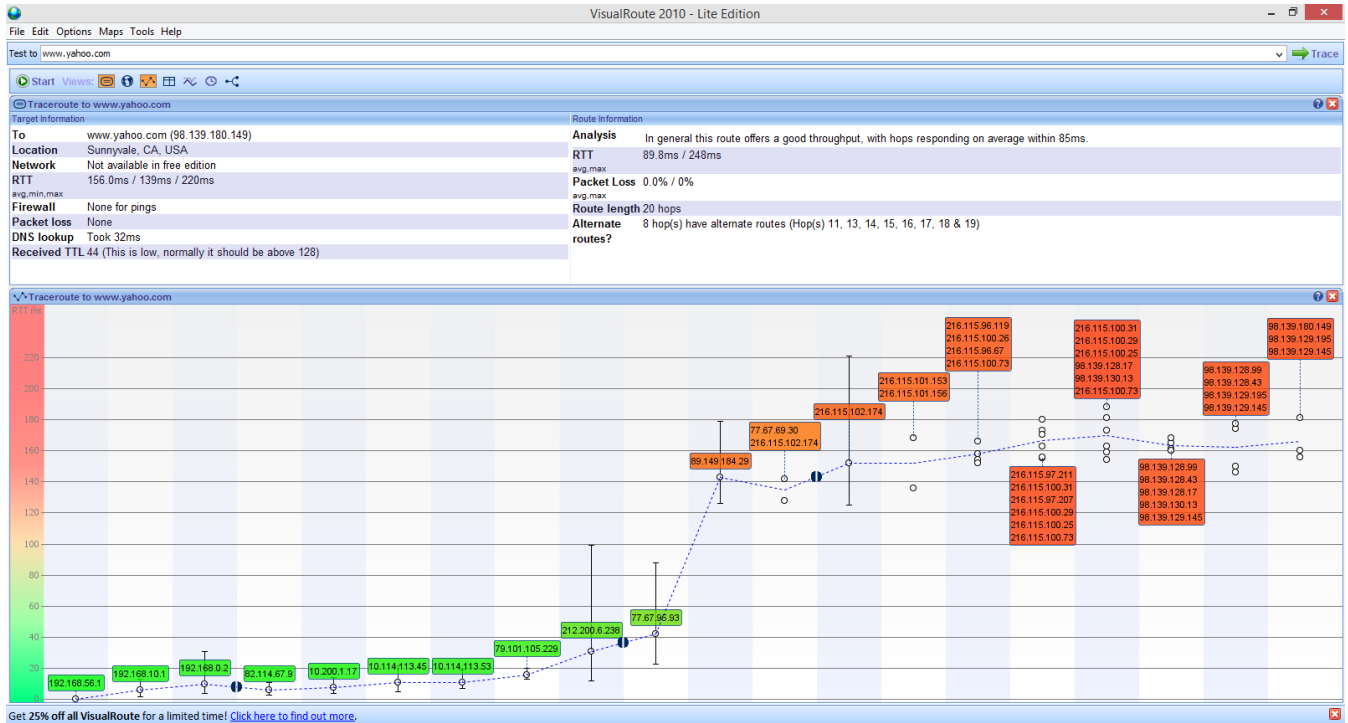 VisualRoute 2010 - Lite Edition
File Edit Options Maps Tools Help
Test to www.yahoo.com
Trace
Start Views:
Traceroute to www.yahoo.com
Target Information
To www.yahoo.com (98.139.180.149)
Location Sunnyvale, CA, USA
Network Not available in free edition
RTT 156.0ms / 139ms / 220ms
avg,min,max
Firewall None for pings
Packet loss None
DNS lookup Took 32ms
Received TTL 44 (This is low, normally it should be above 128)
Route Information
Analysis In general this route offers a good throughput, with hops responding on average within 85ms.
RTT 89.8ms / 248ms
avg,max
Packet Loss 0.0% / 0%
avg,max
Route length 20 hops
Alternate 8 hop(s) have alternate routes (Hop(s) 11, 13, 14, 15, 16, 17, 18 & 19)
routes?
Traceroute to www.yahoo.com
RTT ms
220
200
180
160
140
120
100
80
60
40
20
0
192.168.56.1
192.168.10.1
192.168.0.2
82.114.67.9
10.200.1.17
10.114.113.45
10.114.113.53
79.101.105.229
212.200.6.238
77.67.95.93
89.149.184.29
77.67.69.30
216.115.102.174
216.115.102.174
216.115.101.153
216.115.101.156
216.115.96.119
216.115.100.26
216.115.96.67
216.115.100.73
216.115.97.211
216.115.100.31
216.115.97.207
216.115.100.29
216.115.100.25
216.115.100.73
216.115.100.31
216.115.100.29
216.115.100.25
98.139.128.17
98.139.130.13
216.115.100.73
98.139.128.99
98.139.128.43
98.139.128.17
98.139.130.13
98.139.129.145
98.139.128.99
98.139.128.43
98.139.129.195
98.139.129.145
98.139.180.149
98.139.129.195
98.139.129.145
Get 25% off all VisualRoute for a limited time! Click here to find out more.